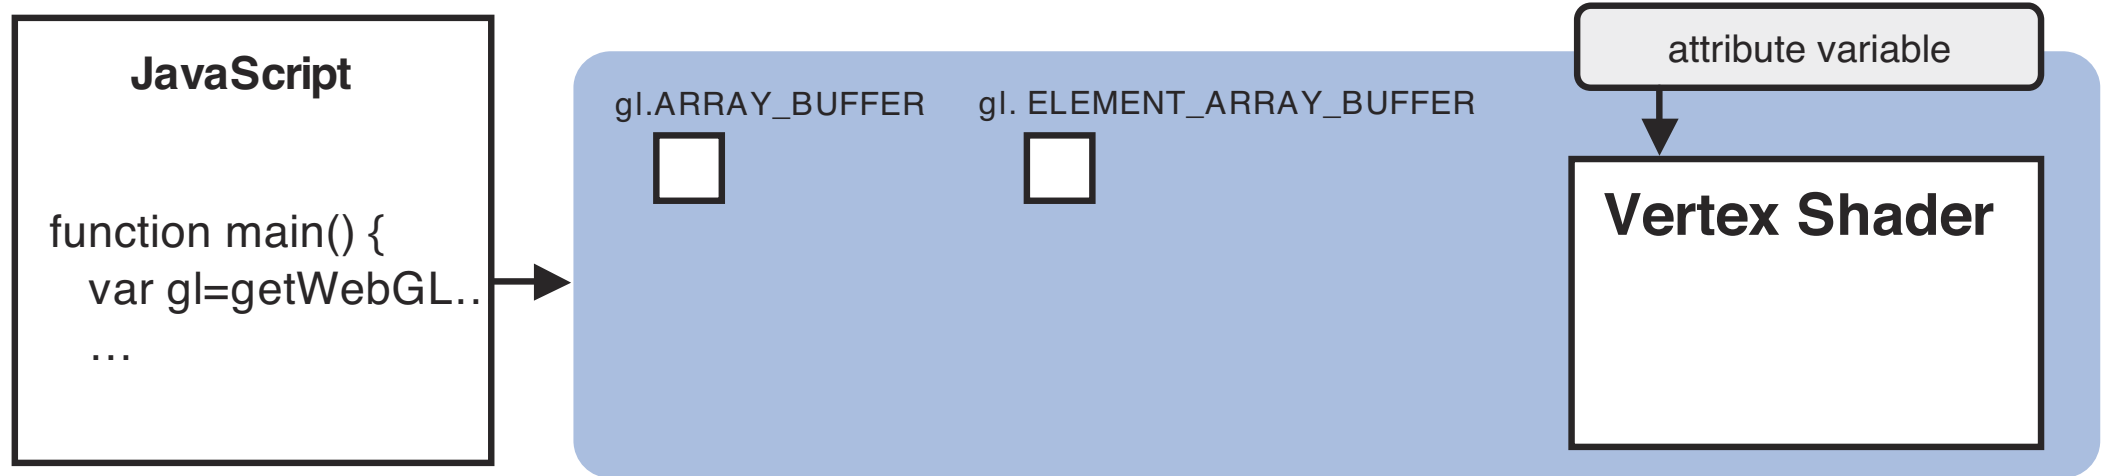 JavaScript
function main() {
var gl=getWebGL..
...
gl.ARRAY_BUFFER
gl. ELEMENT_ARRAY_BUFFER
attribute variable
Vertex Shader